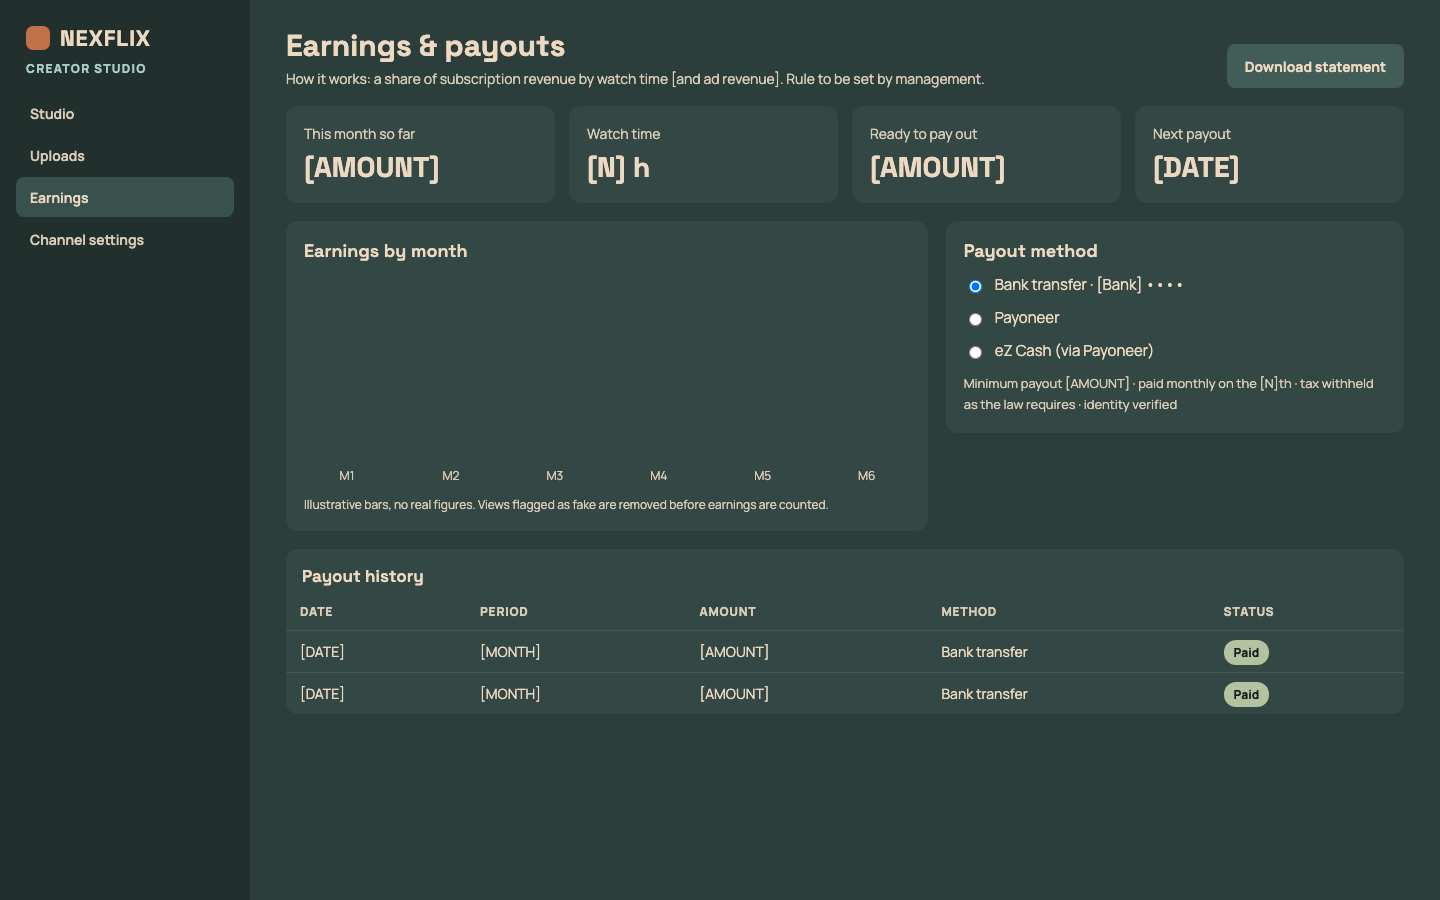 NEXFLIX
CREATOR STUDIO
Studio
Uploads
Earnings
Channel settings
Earnings & payouts
How it works: a share of subscription revenue by watch time [and ad revenue]. Rule to be set by management.
Download statement
This month so far
[AMOUNT]
Watch time
[N] h
Ready to pay out
[AMOUNT]
Next payout
[DATE]
Earnings by month
M1 M2 M3 M4 M5 M6
Illustrative bars, no real figures. Views flagged as fake are removed before earnings are counted.
Payout method
Bank transfer · [Bank] • • • •
Payoneer
eZ Cash (via Payoneer)
Minimum payout [AMOUNT] · paid monthly on the [N]th · tax withheld
as the law requires · identity verified
Payout history
DATE PERIOD AMOUNT METHOD STATUS
[DATE] [MONTH] [AMOUNT] Bank transfer Paid
[DATE] [MONTH] [AMOUNT] Bank transfer Paid